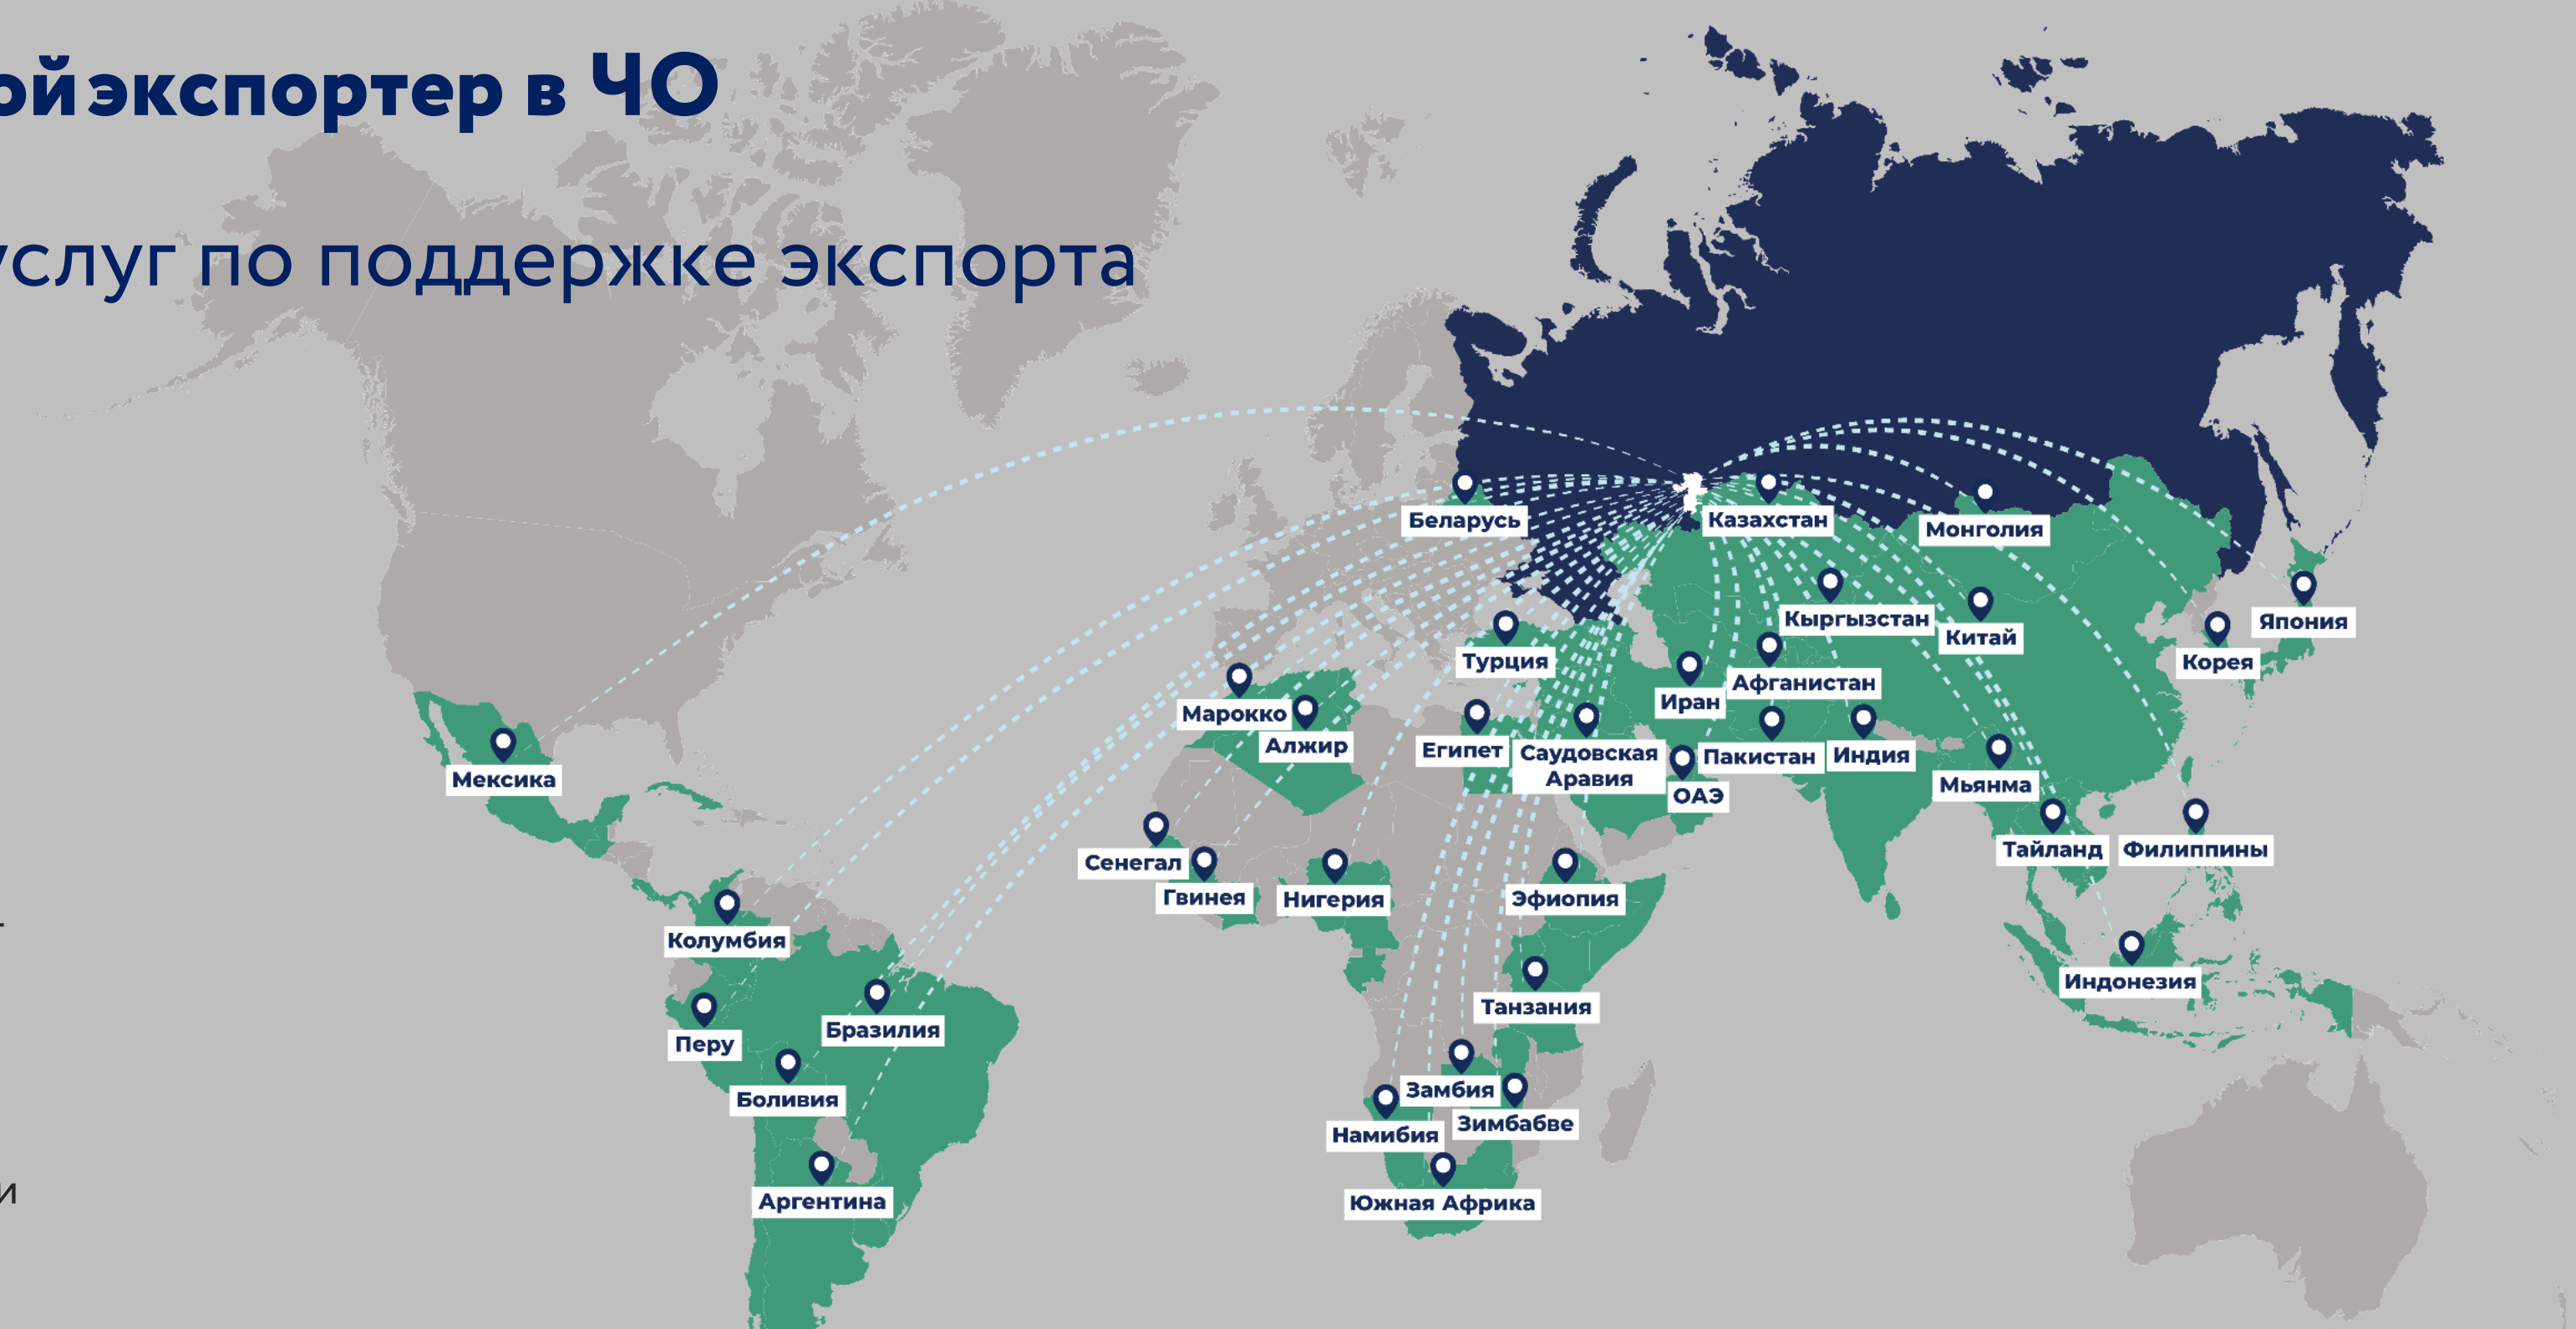 ой экспортер в ЧО
услуг по поддержке экспорта
Беларусь
Казахстан
Монголия
Кыргызстан
Китай
Япония
Турция
Корея
Афганистан
Иран
Марокко
Алжир
Египет
Саудовская
Аравия
Пакистан
Индия
Мексика
Мьянма
ОАЭ
Сенегал
Тайланд
Филиппины
Гвинея
Нигерия
Эфиопия
Колумбия
Индонезия
Танзания
Бразилия
Перу
Боливия
Замбия
Зимбабве
Намибия
и
Аргентина
Южная Африка